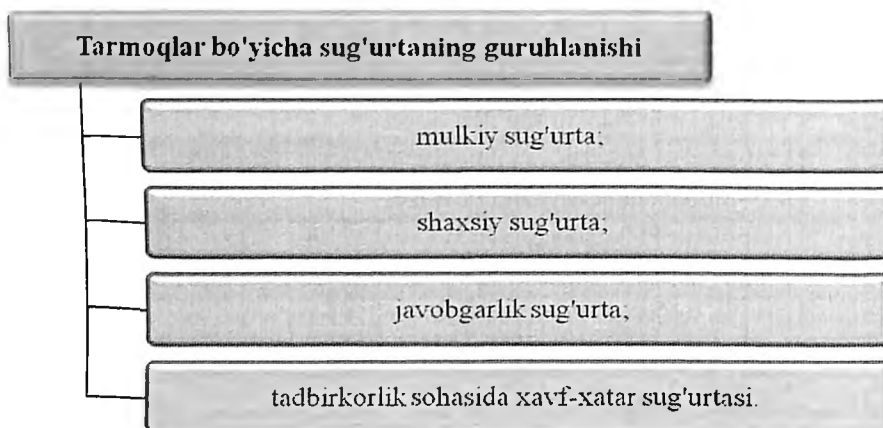 Tarmoqlar bo'yicha sug'urtaning guruhlanishi
mulkiy sug'urta;
shaxsiy sug'urta;
javobgarlik sug'urta;
tadbirkorlik sohasida xavf-xatar sug'urtasi.